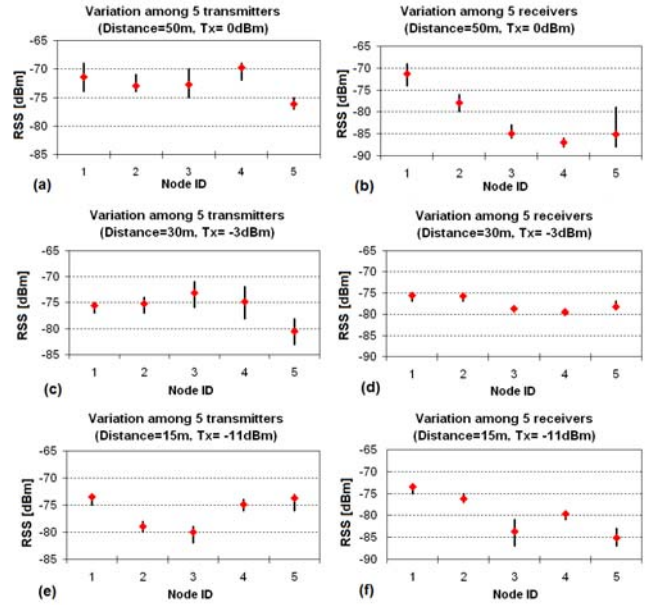 Variation among 5 transmitters
(Distance=50m, Tx= 0dBm)
RSS [dBm]
-65
-70
-75
-80
-85
1 2 3 4 5
Node ID
(a)
Variation among 5 receivers
(Distance=50m, Tx= 0dBm)
RSS [dBm]
-65
-70
-75
-80
-85
-90
1 2 3 4 5
Node ID
(b)
Variation among 5 transmitters
(Distance=30m, Tx= -3dBm)
RSS [dBm]
-65
-70
-75
-80
-85
1 2 3 4 5
Node ID
(c)
Variation among 5 receivers
(Distance=30m, Tx= -3dBm)
RSS [dBm]
-65
-70
-75
-80
-85
-90
1 2 3 4 5
Node ID
(d)
Variation among 5 transmitters
(Distance=15m, Tx= -11dBm)
RSS [dBm]
-65
-70
-75
-80
-85
1 2 3 4 5
Node ID
(e)
Variation among 5 receivers
(Distance=15m, Tx= -11dBm)
RSS [dBm]
-65
-70
-75
-80
-85
-90
1 2 3 4 5
Node ID
(f)